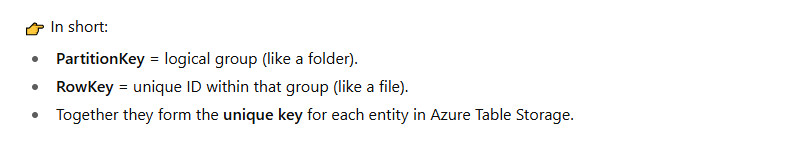 👉 In short:
• PartitionKey = logical group (like a folder).
• RowKey = unique ID within that group (like a file).
• Together they form the unique key for each entity in Azure Table Storage.